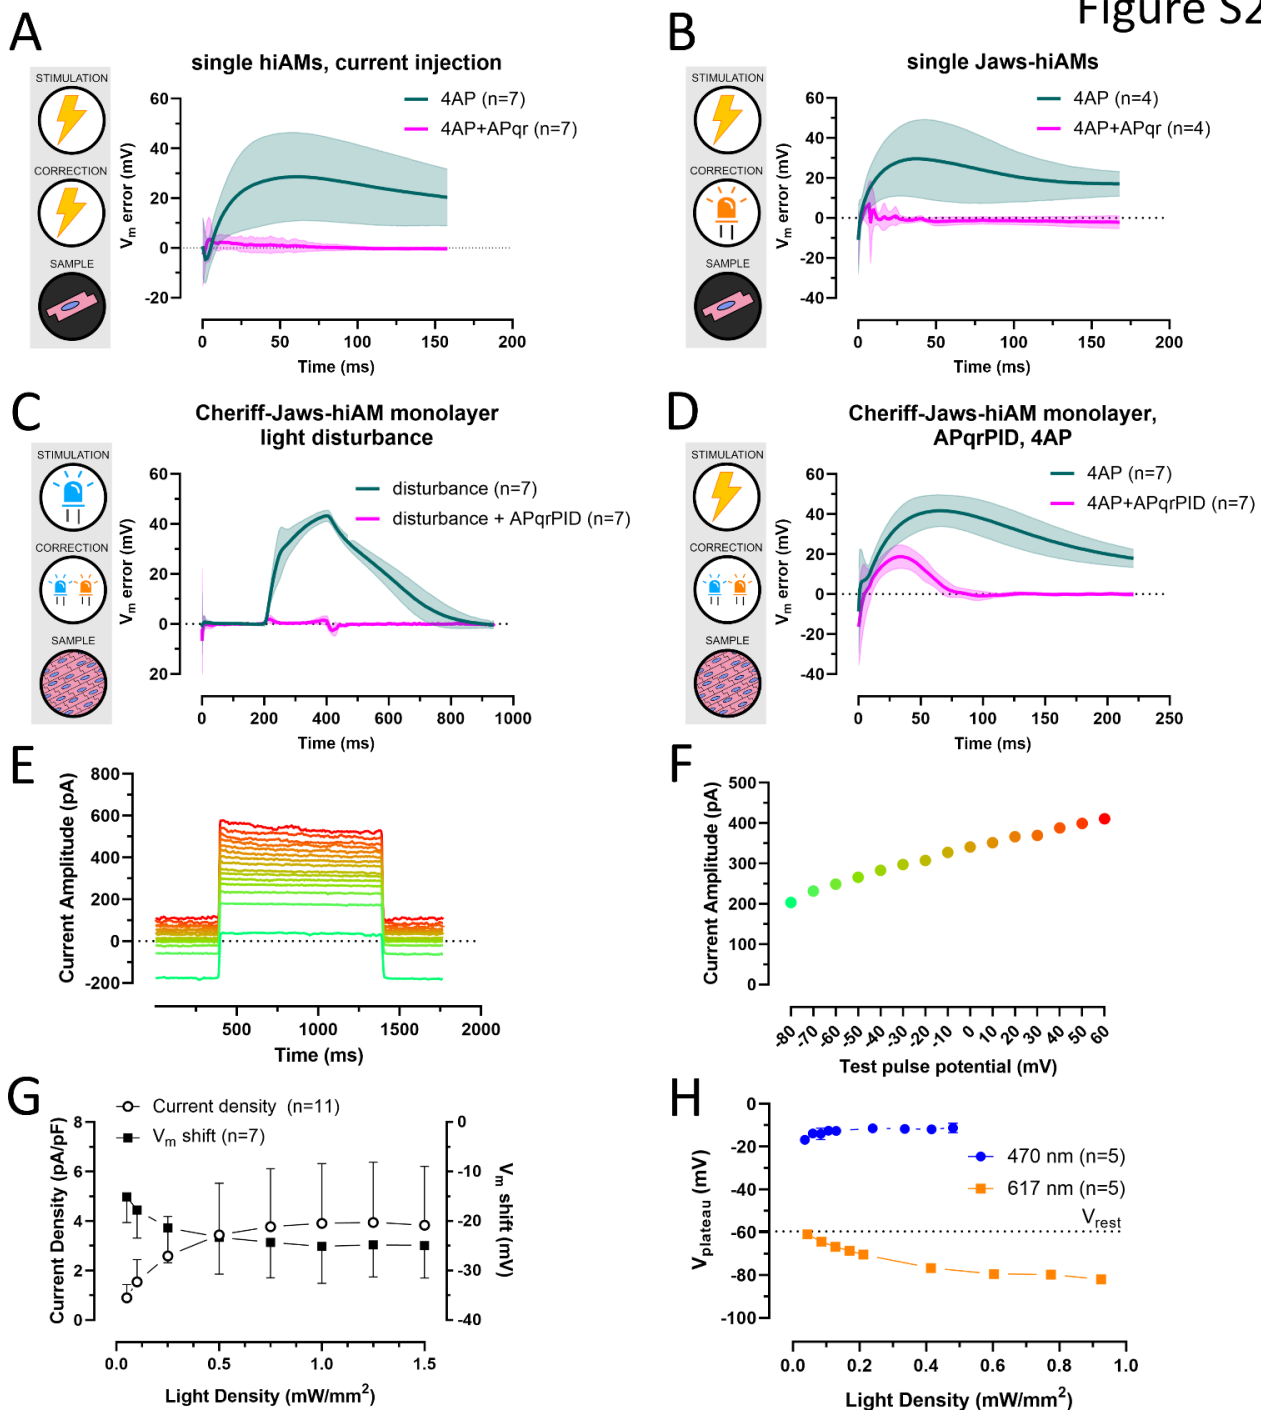 Figure S2
A
single hiAMs, current injection
STIMULATION
CORRECTION
SAMPLE
4AP (n=7)
4AP+APqr (n=7)
Vm error (mV)
60
40
20
0
-20
0 50 100 150 200
Time (ms)
B
single Jaws-hiAMs
STIMULATION
CORRECTION
SAMPLE
4AP (n=4)
4AP+APqr (n=4)
Vm error (mV)
60
40
20
0
-20
-40
0 50 100 150 200
Time (ms)
C
Cheriff-Jaws-hiAM monolayer
light disturbance
STIMULATION
CORRECTION
SAMPLE
disturbance (n=7)
disturbance + APqrPID (n=7)
Vm error (mV)
60
40
20
0
20
0 200 400 600 800 1000
Time (ms)
D
Cheriff-Jaws-hiAM monolayer,
APqrPID, 4AP
STIMULATION
CORRECTION
SAMPLE
4AP (n=7)
4AP+APqrPID (n=7)
Vm error (mV)
60
40
20
0
-20
-40
0 50 100 150 200 250
Time (ms)
E
Current Amplitude (pA)
800
600
400
200
0
-200
500 1000 1500 2000
Time (ms)
F
Current Amplitude (pA)
500
400
300
200
100
0
-80 -70 -60 -50 -40 -30 -20 -10 0 10 20 30 40 50 60
Test pulse potential (mV)
G
Current density (n=11)
Vm shift (n=7)
Current Density (pA/pF)
8
6
4
2
0
0
-10
-20
-30
-40
Vm shift (mV)
0.0 0.5 1.0 1.5
Light Density (mW/mm²)
H
Vplateau (mV)
0
-20
-40
-60
-80
-100
470 nm (n=5)
617 nm (n=5)
Vrest
0.0 0.2 0.4 0.6 0.8 1.0
Light Density (mW/mm²)